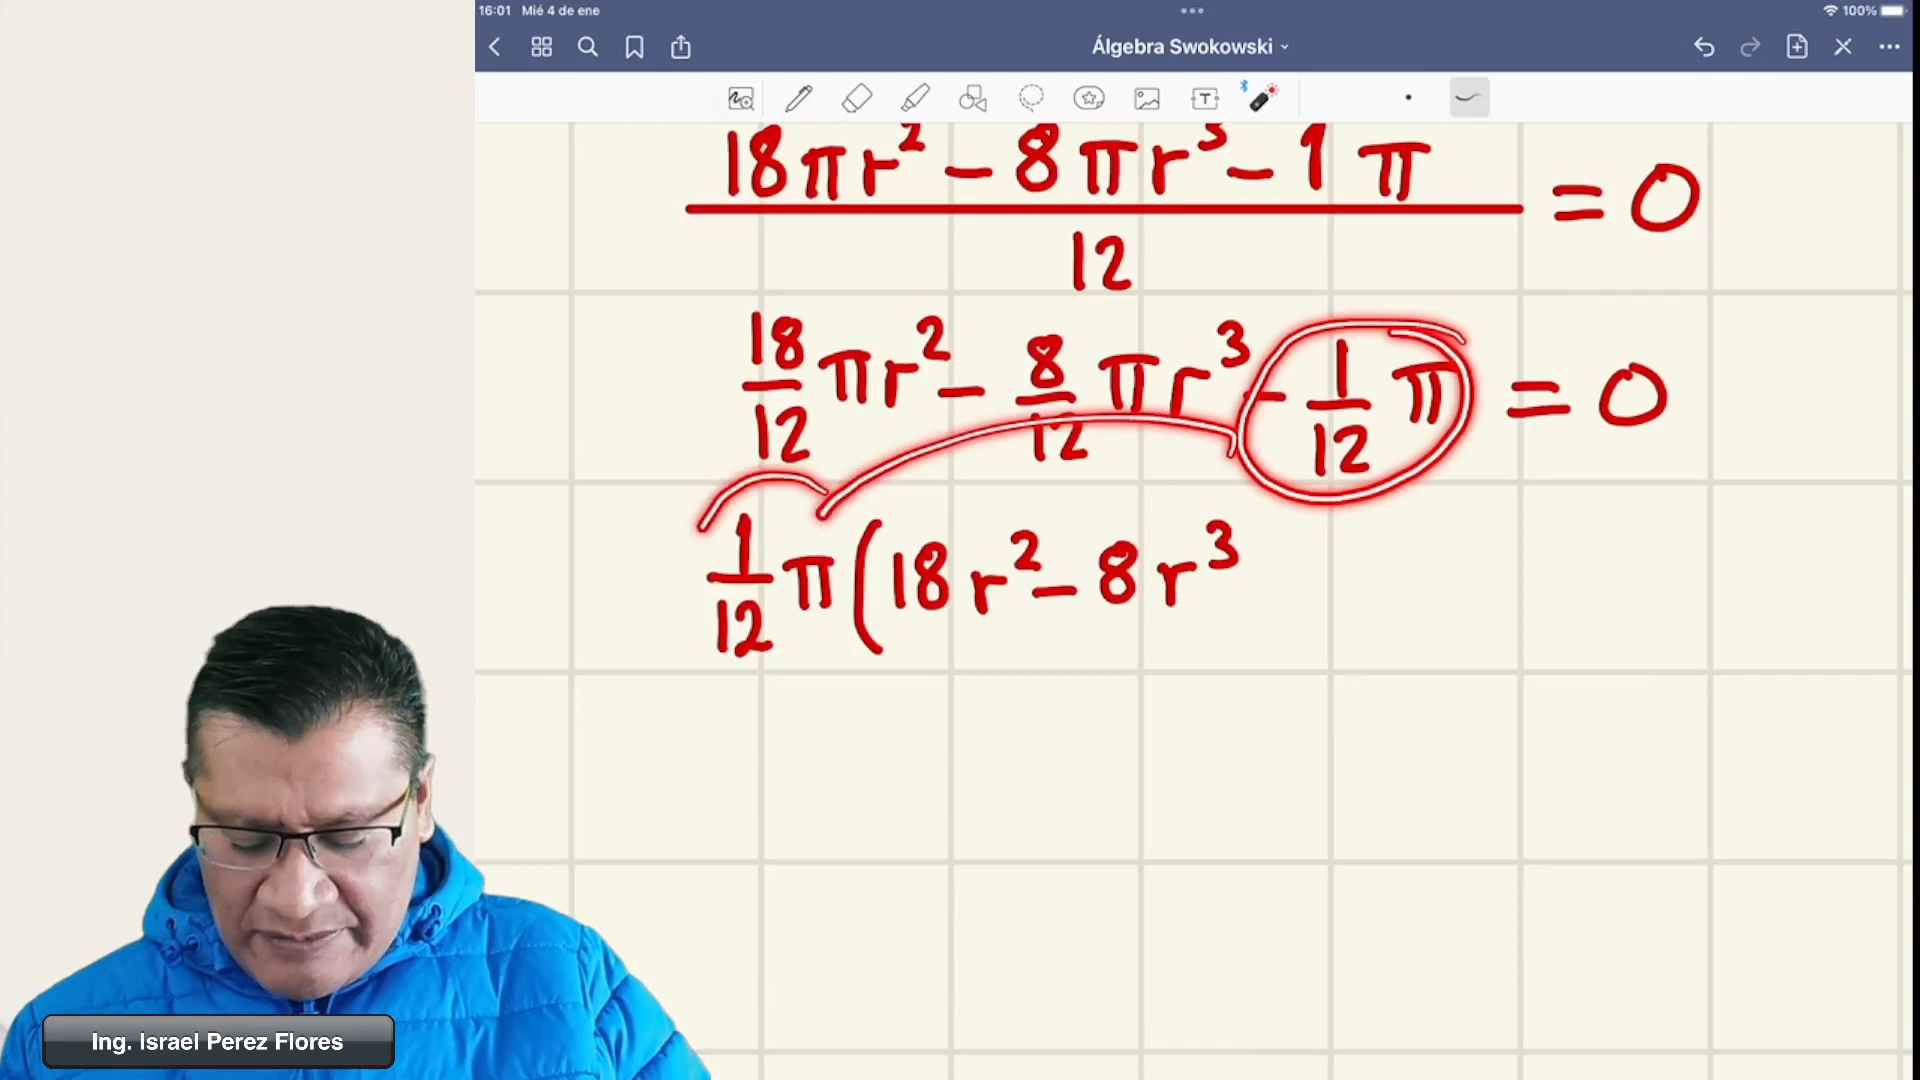 16:01 Mié 4 de ene
100%
Álgebra Swokowski
T
18πr² - 8πr³ - 1π
= 0
12
18/12 πr² - 8/12 πr³ - 1/12 π = 0
1/12 π(18r² - 8r³
Ing. Israel Perez Flores